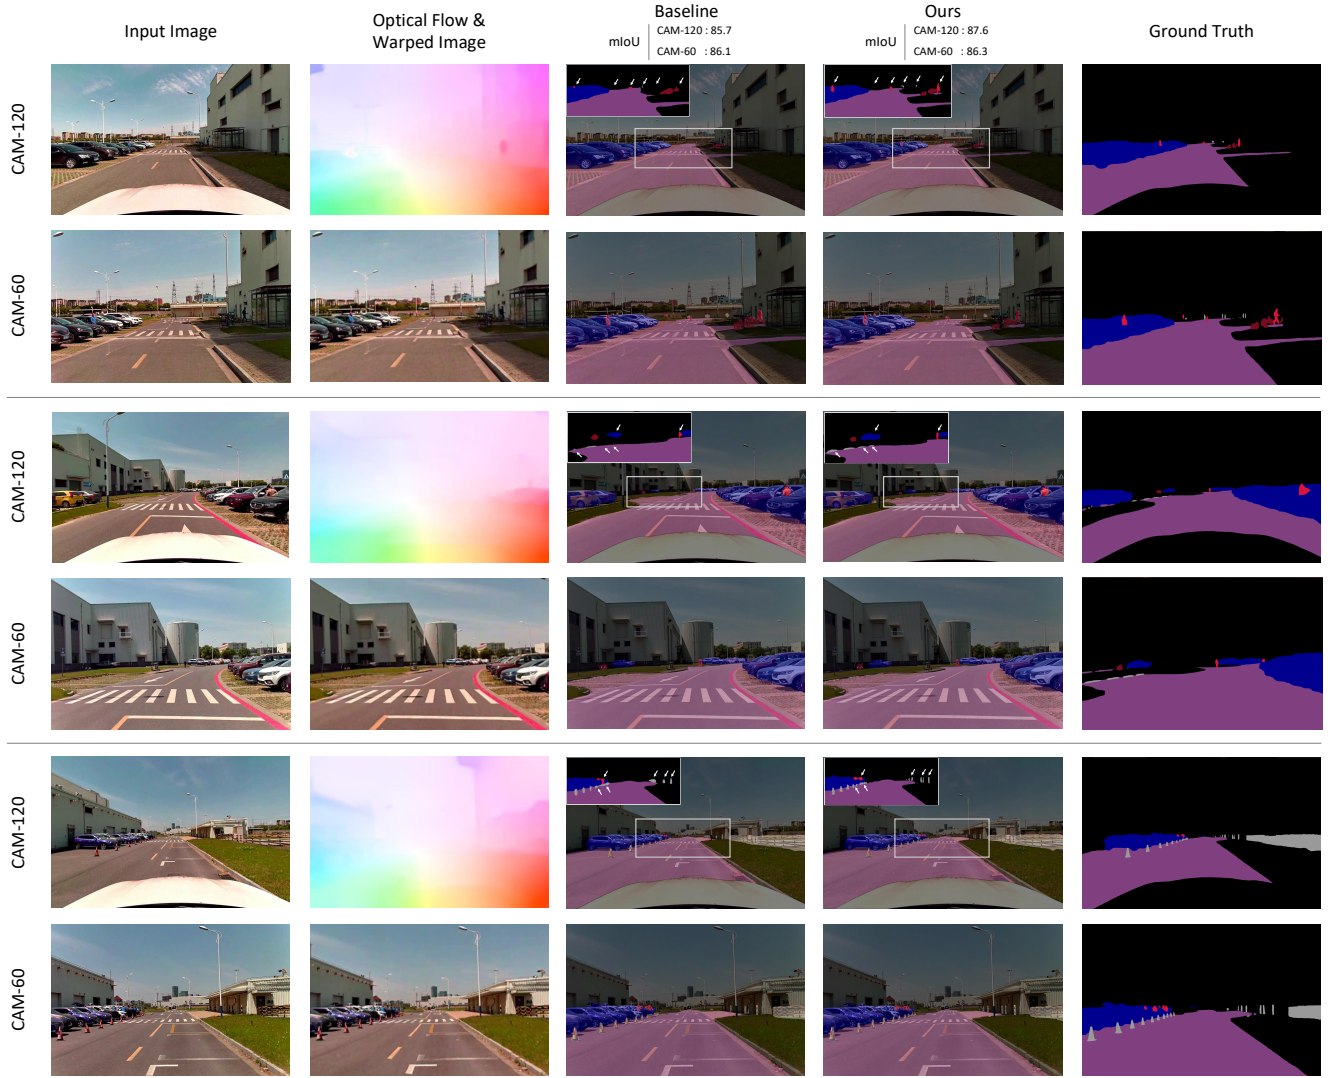 Input Image
Optical Flow &
Warped Image
Baseline
mIoU
CAM-120 : 85.7
CAM-60 : 86.1
Ours
mIoU
CAM-120 : 87.6
CAM-60 : 86.3
Ground Truth
CAM-120
CAM-60
CAM-120
CAM-60
CAM-120
CAM-60